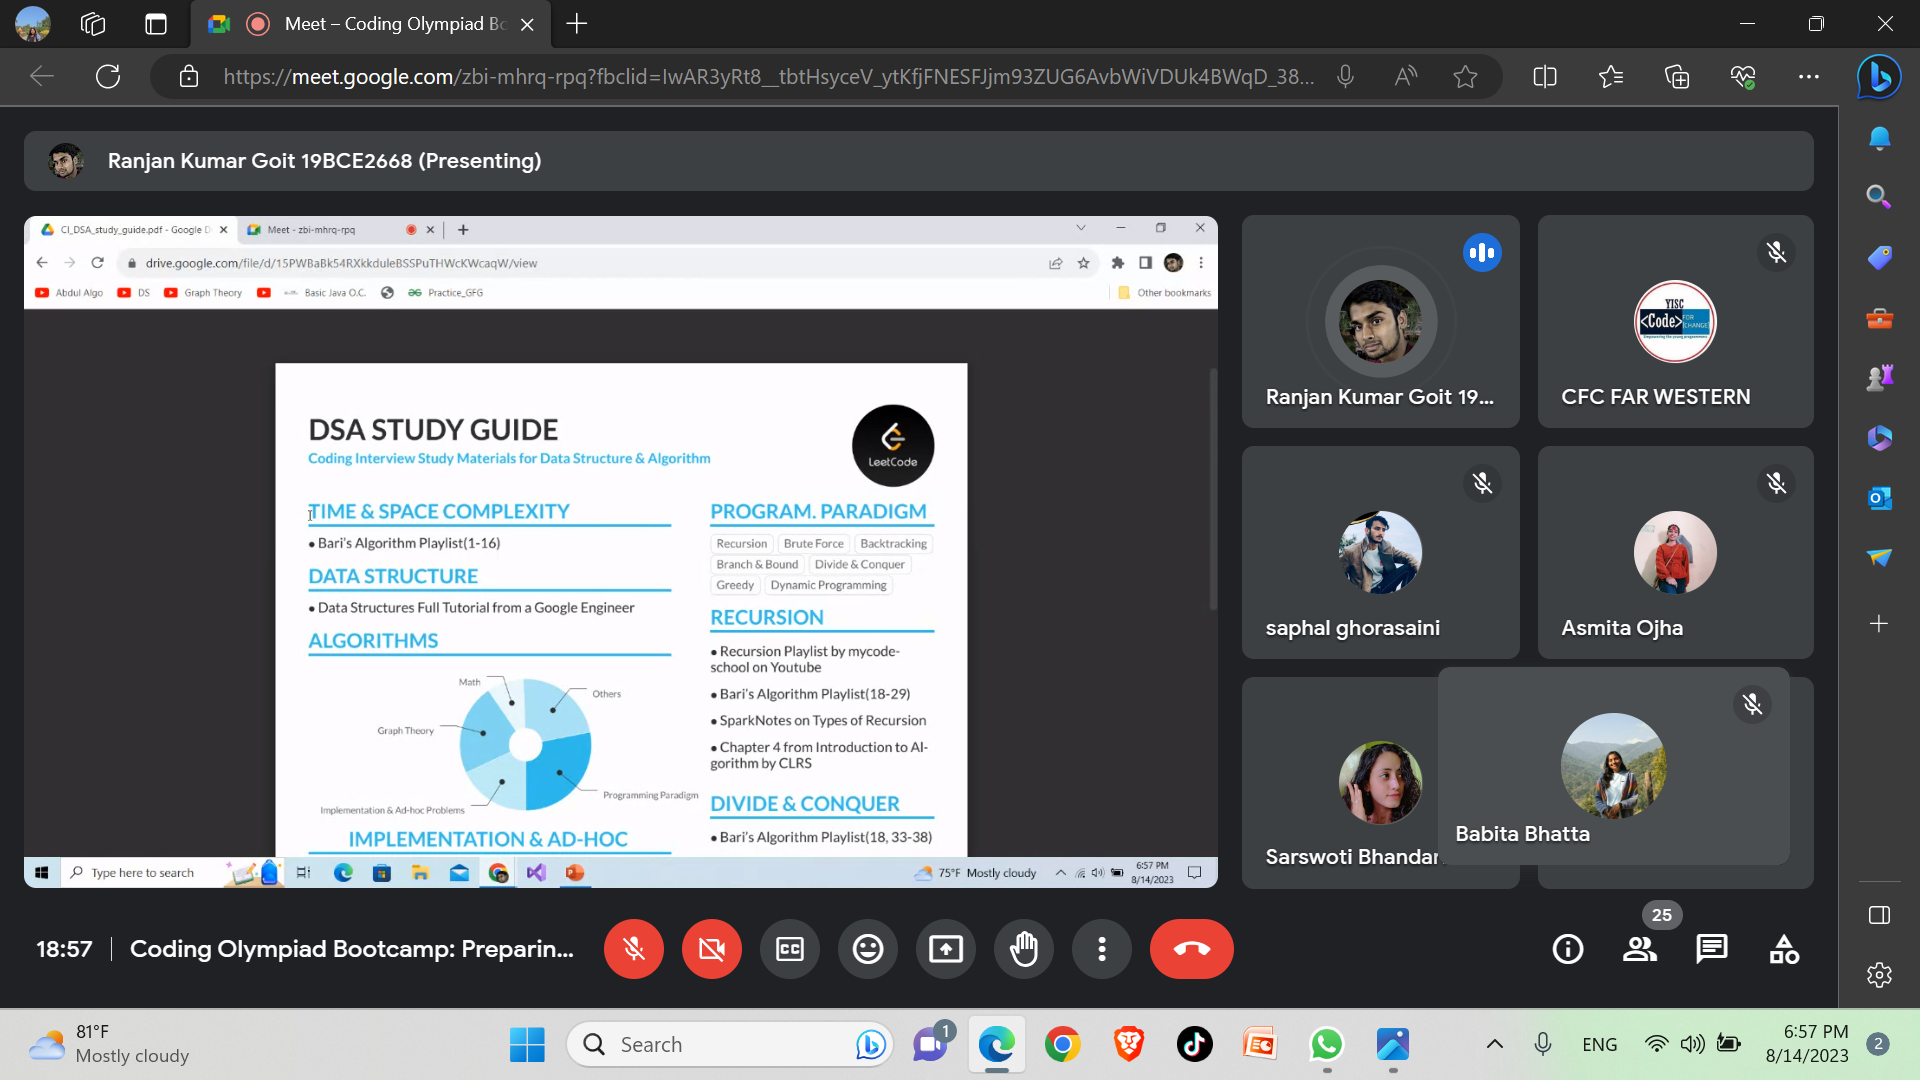 Meet – Coding Olympiad Bo
https://meet.google.com/zbi-mhrq-rpq?fbclid=IwAR3yRt8__tbtHsyceV_ytKfjFNESFJjm93ZUG6AvbWiVDUk4BWqD_38...
Ranjan Kumar Goit 19BCE2668 (Presenting)
CI_DSA_study_guide.pdf - Google D
Meet - zbi-mhrq-rpq
drive.google.com/file/d/15PWBaBk54RXkkduleBSSPuTHWcKWcaqW/view
Abdul Algo
DS
Graph Theory
Basic Java O.C.
Practice_GFG
Other bookmarks
DSA STUDY GUIDE
Coding Interview Study Materials for Data Structure & Algorithm
LeetCode
TIME & SPACE COMPLEXITY
• Bari's Algorithm Playlist(1-16)
DATA STRUCTURE
• Data Structures Full Tutorial from a Google Engineer
ALGORITHMS
Math
Others
Graph Theory
Programming Paradigm
Implementation & Ad-hoc Problems
IMPLEMENTATION & AD-HOC
PROGRAM. PARADIGM
Recursion Brute Force Backtracking
Branch & Bound Divide & Conquer
Greedy Dynamic Programming
RECURSION
• Recursion Playlist by mycode-
school on Youtube
• Bari's Algorithm Playlist(18-29)
• SparkNotes on Types of Recursion
• Chapter 4 from Introduction to Al-
gorithm by CLRS
DIVIDE & CONQUER
• Bari's Algorithm Playlist(18, 33-38)
Type here to search
75°F Mostly cloudy
6:57 PM
8/14/2023
Ranjan Kumar Goit 19...
YISC
<Code> FOR CHANGE
CFC FAR WESTERN
saphal ghorasaini
Asmita Ojha
Sarswoti Bhandar
Babita Bhatta
18:57
Coding Olympiad Bootcamp: Preparin...
CC
25
81°F
Mostly cloudy
Search
1
ENG
6:57 PM
8/14/2023
2